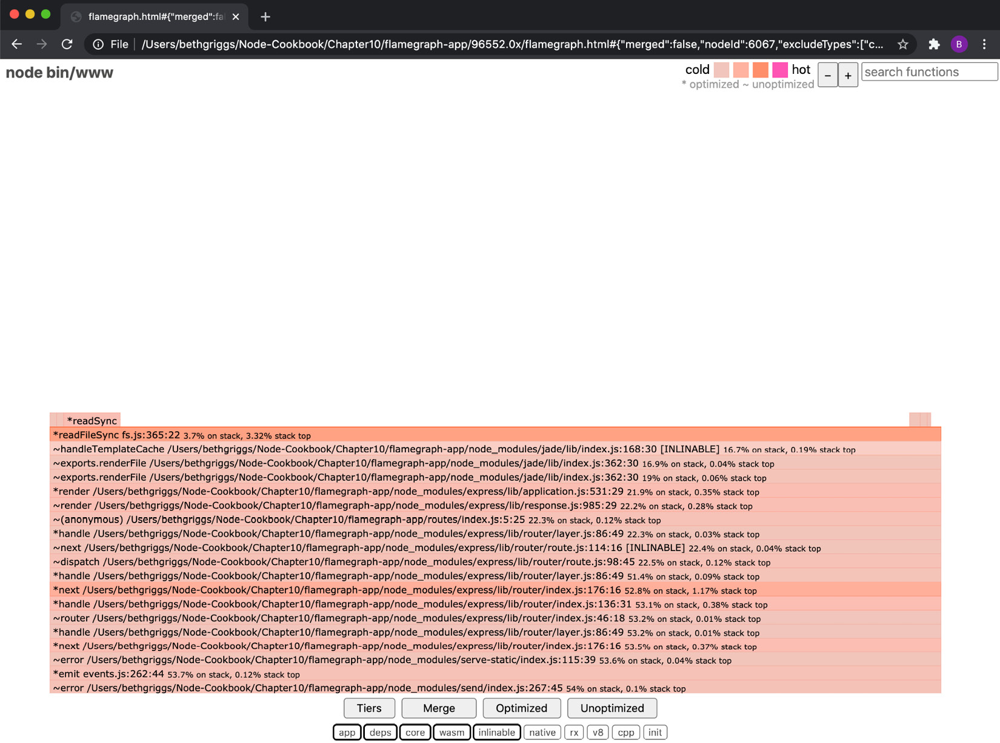 flamegraph.html#{"merged":fa
File /Users/bethgriggs/Node-Cookbook/Chapter10/flamegraph-app/96552.0x/flamegraph.html#{"merged":false,"nodeId":6067,"excludeTypes":["c... B
node bin/www
cold hot - + search functions
* optimized ~ unoptimized
*readSync
*readFileSync fs.js:365:22 3.7% on stack, 3.32% stack top
~handleTemplateCache /Users/bethgriggs/Node-Cookbook/Chapter10/flamegraph-app/node_modules/jade/lib/index.js:168:30 [INLINABLE] 16.7% on stack, 0.19% stack top
~exports.renderFile /Users/bethgriggs/Node-Cookbook/Chapter10/flamegraph-app/node_modules/jade/lib/index.js:362:30 16.9% on stack, 0.04% stack top
~exports.renderFile /Users/bethgriggs/Node-Cookbook/Chapter10/flamegraph-app/node_modules/jade/lib/index.js:362:30 19% on stack, 0.06% stack top
*render /Users/bethgriggs/Node-Cookbook/Chapter10/flamegraph-app/node_modules/express/lib/application.js:531:29 21.9% on stack, 0.35% stack top
~render /Users/bethgriggs/Node-Cookbook/Chapter10/flamegraph-app/node_modules/express/lib/response.js:985:29 22.2% on stack, 0.28% stack top
~(anonymous) /Users/bethgriggs/Node-Cookbook/Chapter10/flamegraph-app/routes/index.js:5:25 22.3% on stack, 0.12% stack top
*handle /Users/bethgriggs/Node-Cookbook/Chapter10/flamegraph-app/node_modules/express/lib/router/layer.js:86:49 22.3% on stack, 0.03% stack top
~next /Users/bethgriggs/Node-Cookbook/Chapter10/flamegraph-app/node_modules/express/lib/router/route.js:114:16 [INLINABLE] 22.4% on stack, 0.04% stack top
~dispatch /Users/bethgriggs/Node-Cookbook/Chapter10/flamegraph-app/node_modules/express/lib/router/route.js:98:45 22.5% on stack, 0.12% stack top
*handle /Users/bethgriggs/Node-Cookbook/Chapter10/flamegraph-app/node_modules/express/lib/router/layer.js:86:49 51.4% on stack, 0.09% stack top
*next /Users/bethgriggs/Node-Cookbook/Chapter10/flamegraph-app/node_modules/express/lib/router/index.js:176:16 52.8% on stack, 1.17% stack top
*handle /Users/bethgriggs/Node-Cookbook/Chapter10/flamegraph-app/node_modules/express/lib/router/index.js:136:31 53.1% on stack, 0.38% stack top
~router /Users/bethgriggs/Node-Cookbook/Chapter10/flamegraph-app/node_modules/express/lib/router/index.js:46:18 53.2% on stack, 0.01% stack top
*handle /Users/bethgriggs/Node-Cookbook/Chapter10/flamegraph-app/node_modules/express/lib/router/layer.js:86:49 53.2% on stack, 0.01% stack top
*next /Users/bethgriggs/Node-Cookbook/Chapter10/flamegraph-app/node_modules/express/lib/router/index.js:176:16 53.5% on stack, 0.37% stack top
~error /Users/bethgriggs/Node-Cookbook/Chapter10/flamegraph-app/node_modules/serve-static/index.js:115:39 53.6% on stack, 0.04% stack top
*emit events.js:262:44 53.7% on stack, 0.12% stack top
~error /Users/bethgriggs/Node-Cookbook/Chapter10/flamegraph-app/node_modules/send/index.js:267:45 54% on stack, 0.1% stack top
Tiers Merge Optimized Unoptimized
app deps core wasm inlinable native rx v8 cpp init